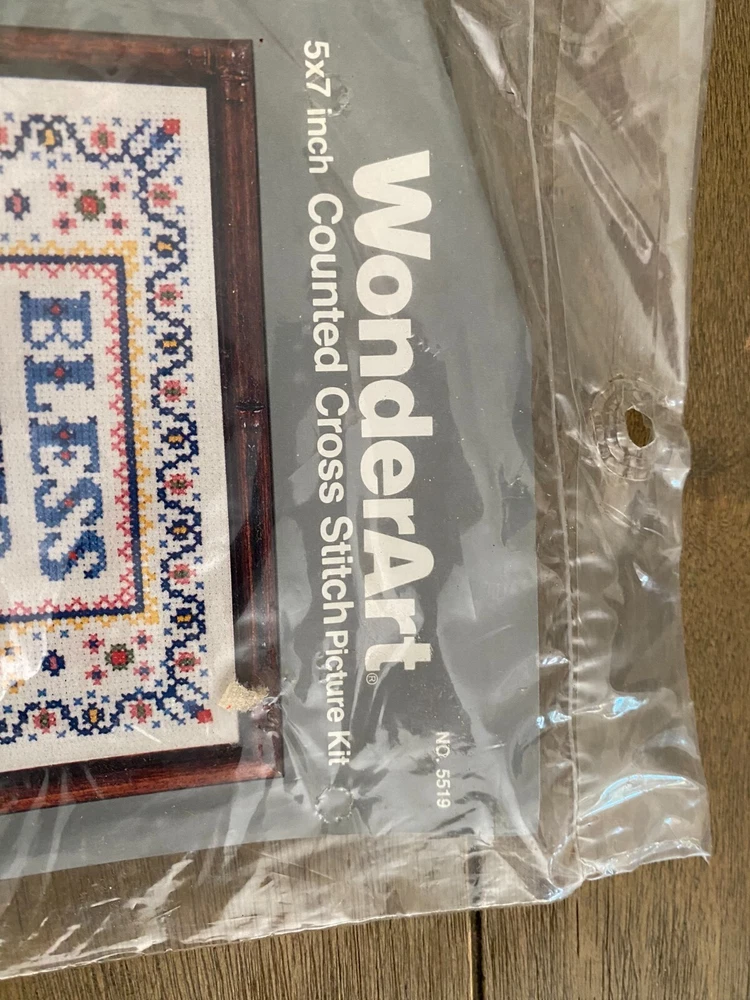 WonderArt®
NO. 5519
5x7 inch Counted Cross Stitch Picture Kit
BLESS